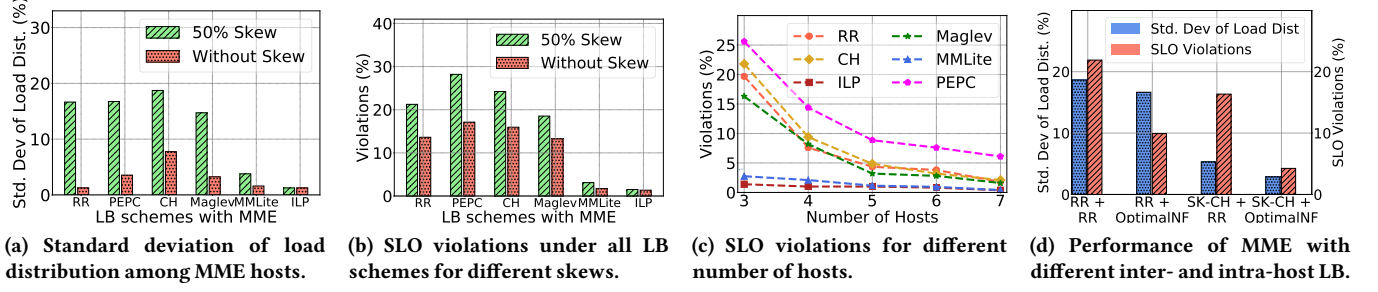 Std. Dev of Load Dist. (%)
30
20
10
0
50% Skew
Without Skew
RR PEPC CH Maglev MMLite ILP
LB schemes with MME
(a) Standard deviation of load
distribution among MME hosts.
Violations (%)
40
30
20
10
0
50% Skew
Without Skew
RR PEPC CH Maglev MMLite ILP
LB schemes with MME
(b) SLO violations under all LB
schemes for different skews.
Violations (%)
25
20
15
10
5
0
RR
CH
ILP
Maglev
MMLite
PEPC
3 4 5 6 7
Number of Hosts
(c) SLO violations for different
number of hosts.
Std. Dev of Load Dist. (%)
20
10
0
Std. Dev of Load Dist
SLO Violations
SLO Violations (%)
20
10
0
RR + RR + SK-CH + SK-CH +
RR OptimalNF RR OptimalNF
(d) Performance of MME with
different inter- and intra-host LB.